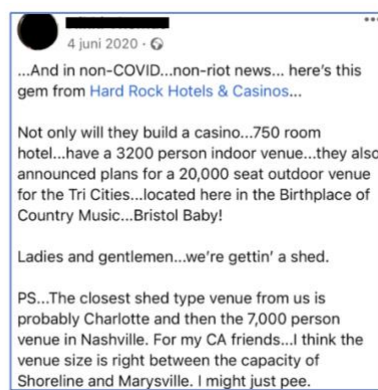 4 juni 2020 ·
...And in non-COVID...non-riot news... here's this
gem from Hard Rock Hotels & Casinos...
Not only will they build a casino...750 room
hotel...have a 3200 person indoor venue...they also
announced plans for a 20,000 seat outdoor venue
for the Tri Cities...located here in the Birthplace of
Country Music...Bristol Baby!
Ladies and gentlemen...we're gettin' a shed.
PS...The closest shed type venue from us is
probably Charlotte and then the 7,000 person
venue in Nashville. For my CA friends...I think the
venue size is right between the capacity of
Shoreline and Marysville. I might just pee.